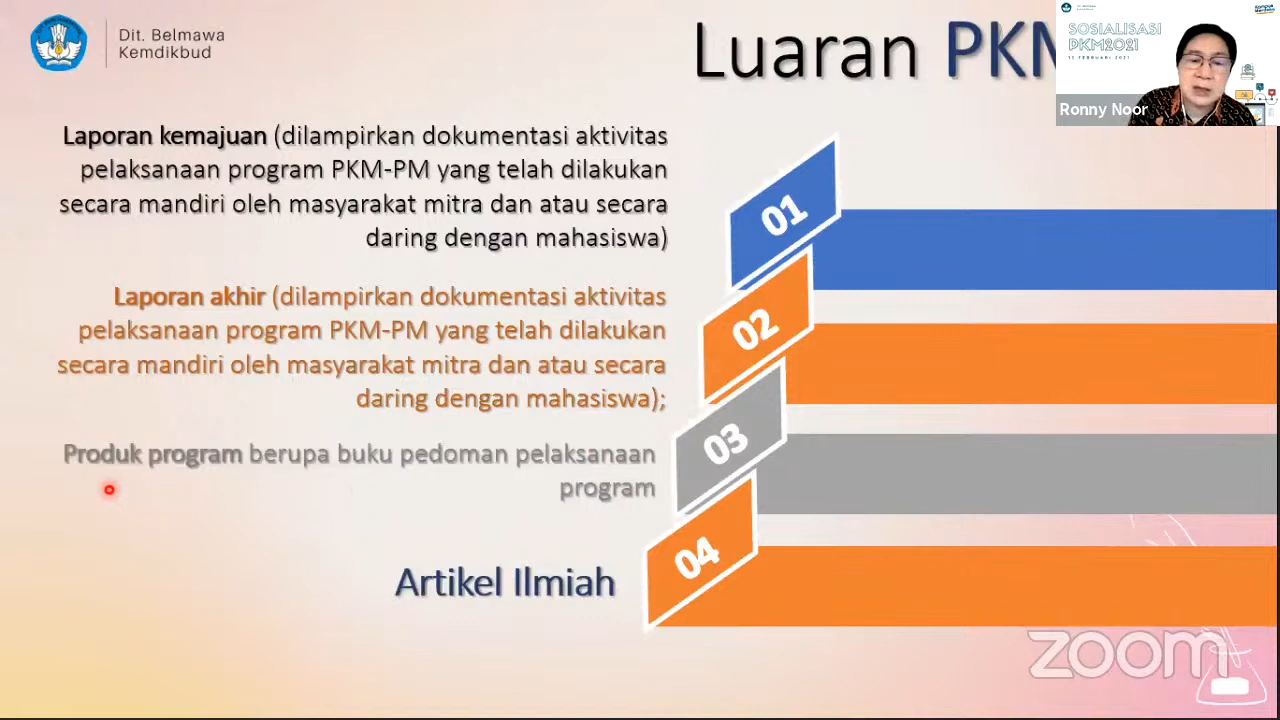 Dit. Belmawa
Kemdikbud
Luaran PKM
SOSIALISASI
PKM2021
11 FEBRUARI 2021
Ronny Noor
Laporan kemajuan (dilampirkan dokumentasi aktivitas
pelaksanaan program PKM-PM yang telah dilakukan
secara mandiri oleh masyarakat mitra dan atau secara
daring dengan mahasiswa)
01
Laporan akhir (dilampirkan dokumentasi aktivitas
pelaksanaan program PKM-PM yang telah dilakukan
secara mandiri oleh masyarakat mitra dan atau secara
daring dengan mahasiswa);
02
Produk program berupa buku pedoman pelaksanaan
program
03
Artikel Ilmiah
04
zoom